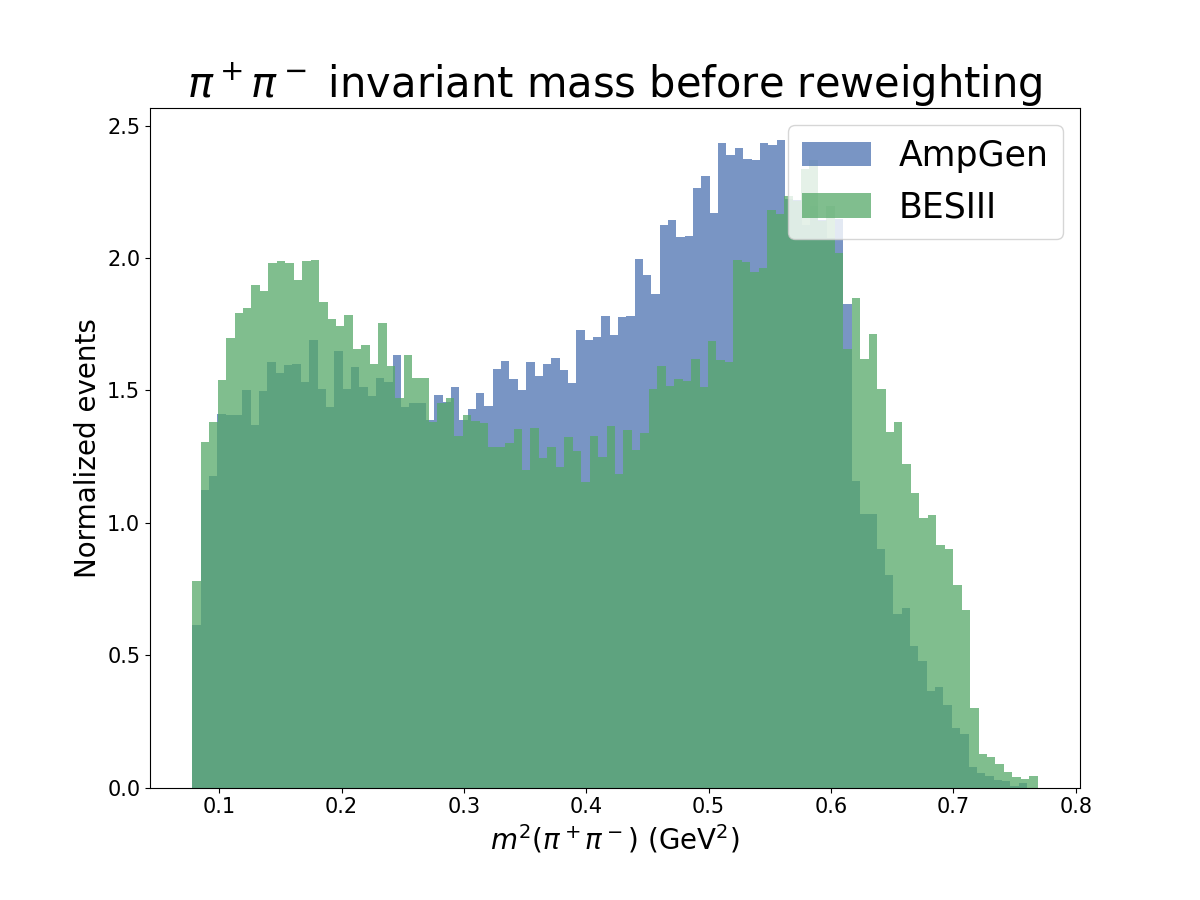 π⁺π⁻ invariant mass before reweighting
AmpGen
BESIII
Normalized events
2.5
2.0
1.5
1.0
0.5
0.0
0.1 0.2 0.3 0.4 0.5 0.6 0.7 0.8
m²(π⁺π⁻) (GeV²)